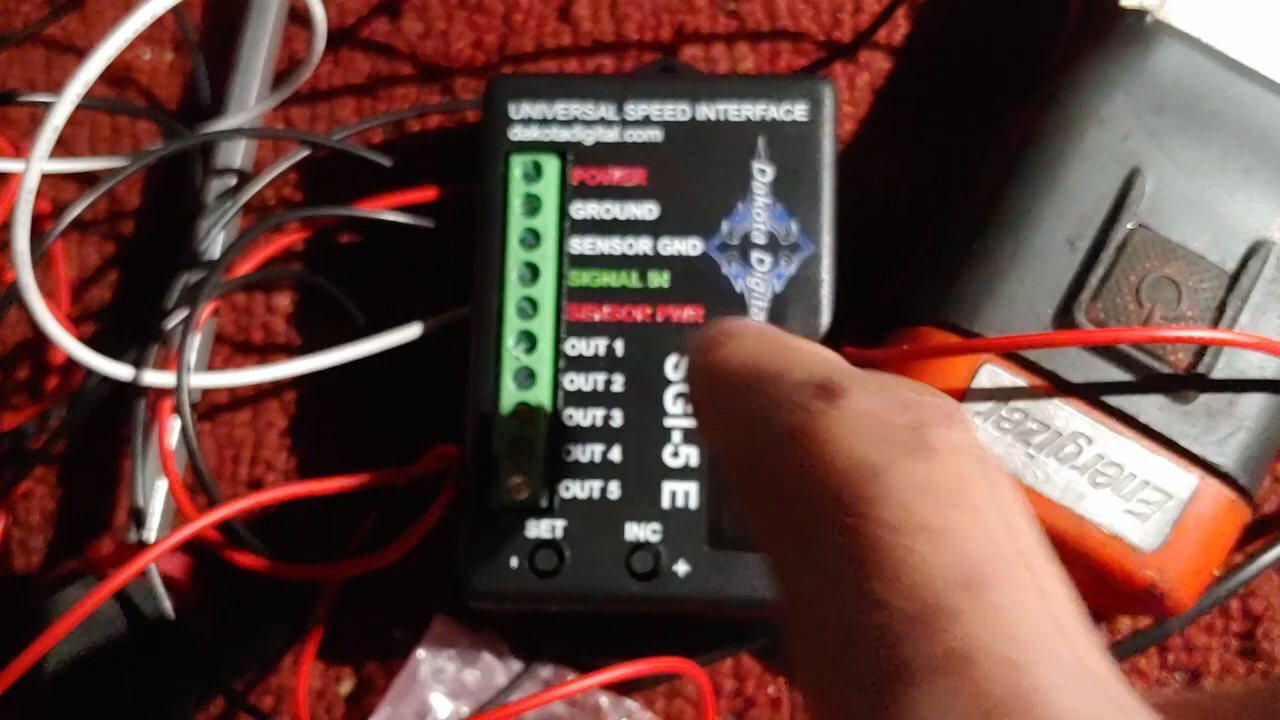 UNIVERSAL SPEED INTERFACE
dakotadigital.com
POWER
GROUND
SENSOR GND
SIGNAL IN
SENSOR PWR
OUT 1
OUT 2
OUT 3
OUT 4
OUT 5
SET
INC
- +
Dakota Digital
SGI-5 E
Energizer